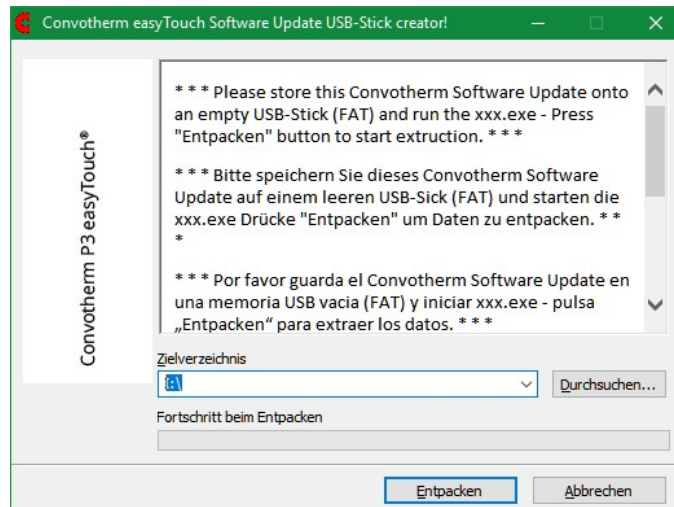 Convotherm easyTouch Software Update USB-Stick creator!
Convotherm P3 easyTouch®
* * * Please store this Convotherm Software Update onto
an empty USB-Stick (FAT) and run the xxx.exe - Press
"Entpacken" button to start extruction. * * *
* * * Bitte speichern Sie dieses Convotherm Software
Update auf einem leeren USB-Sick (FAT) und starten die
xxx.exe Drücke "Entpacken" um Daten zu entpacken. * *
*
* * * Por favor guarda el Convotherm Software Update en
una memoria USB vacia (FAT) y iniciar xxx.exe - pulsa
„Entpacken“ para extraer los datos. * * *
Zielverzeichnis
Durchsuchen...
Fortschritt beim Entpacken
Entpacken
Abbrechen